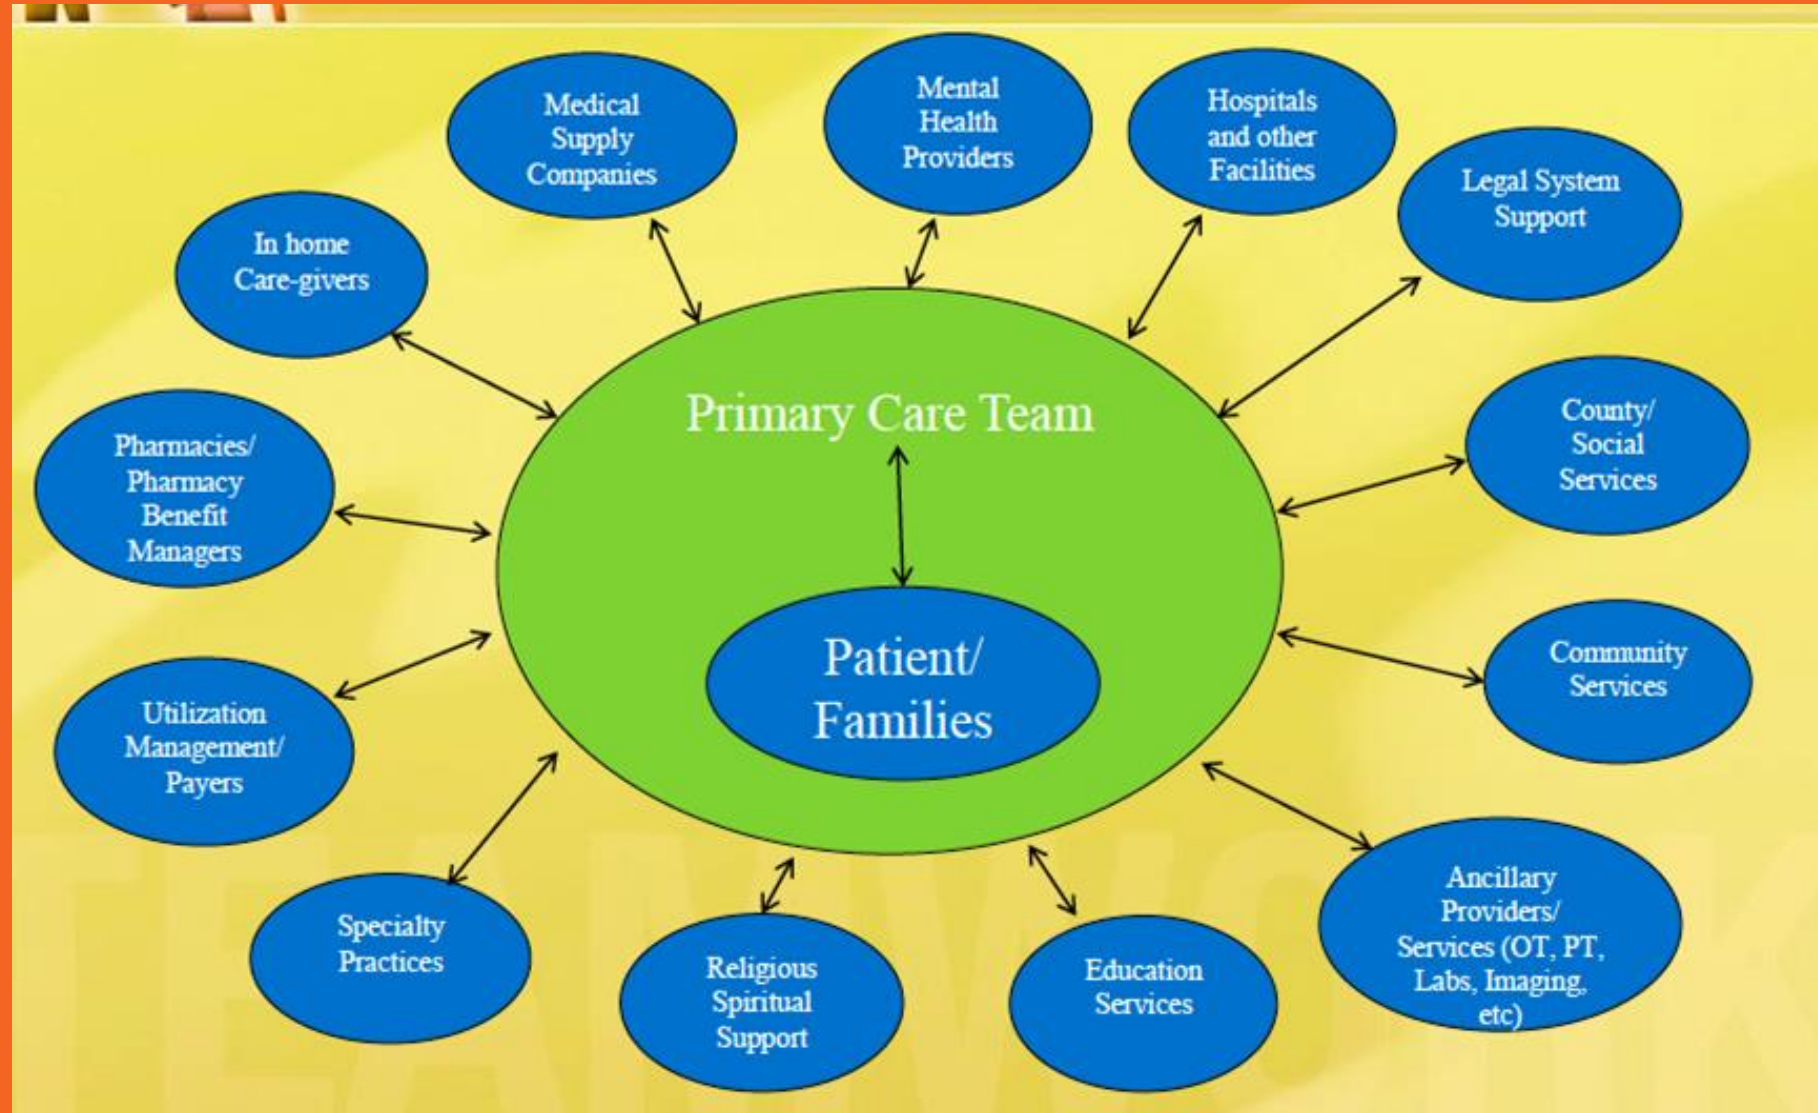 Medical
Supply
Companies
Mental
Health
Providers
Hospitals
and other
Facilities
Legal System
Support
In home
Care-givers
Primary Care Team
County/
Social
Services
Pharmacies/
Pharmacy
Benefit
Managers
Patient/
Families
Community
Services
Utilization
Management/
Payers
Ancillary
Providers/
Services (OT, PT,
Labs, Imaging,
etc)
Specialty
Practices
Religious
Spiritual
Support
Education
Services
TEAMWORK